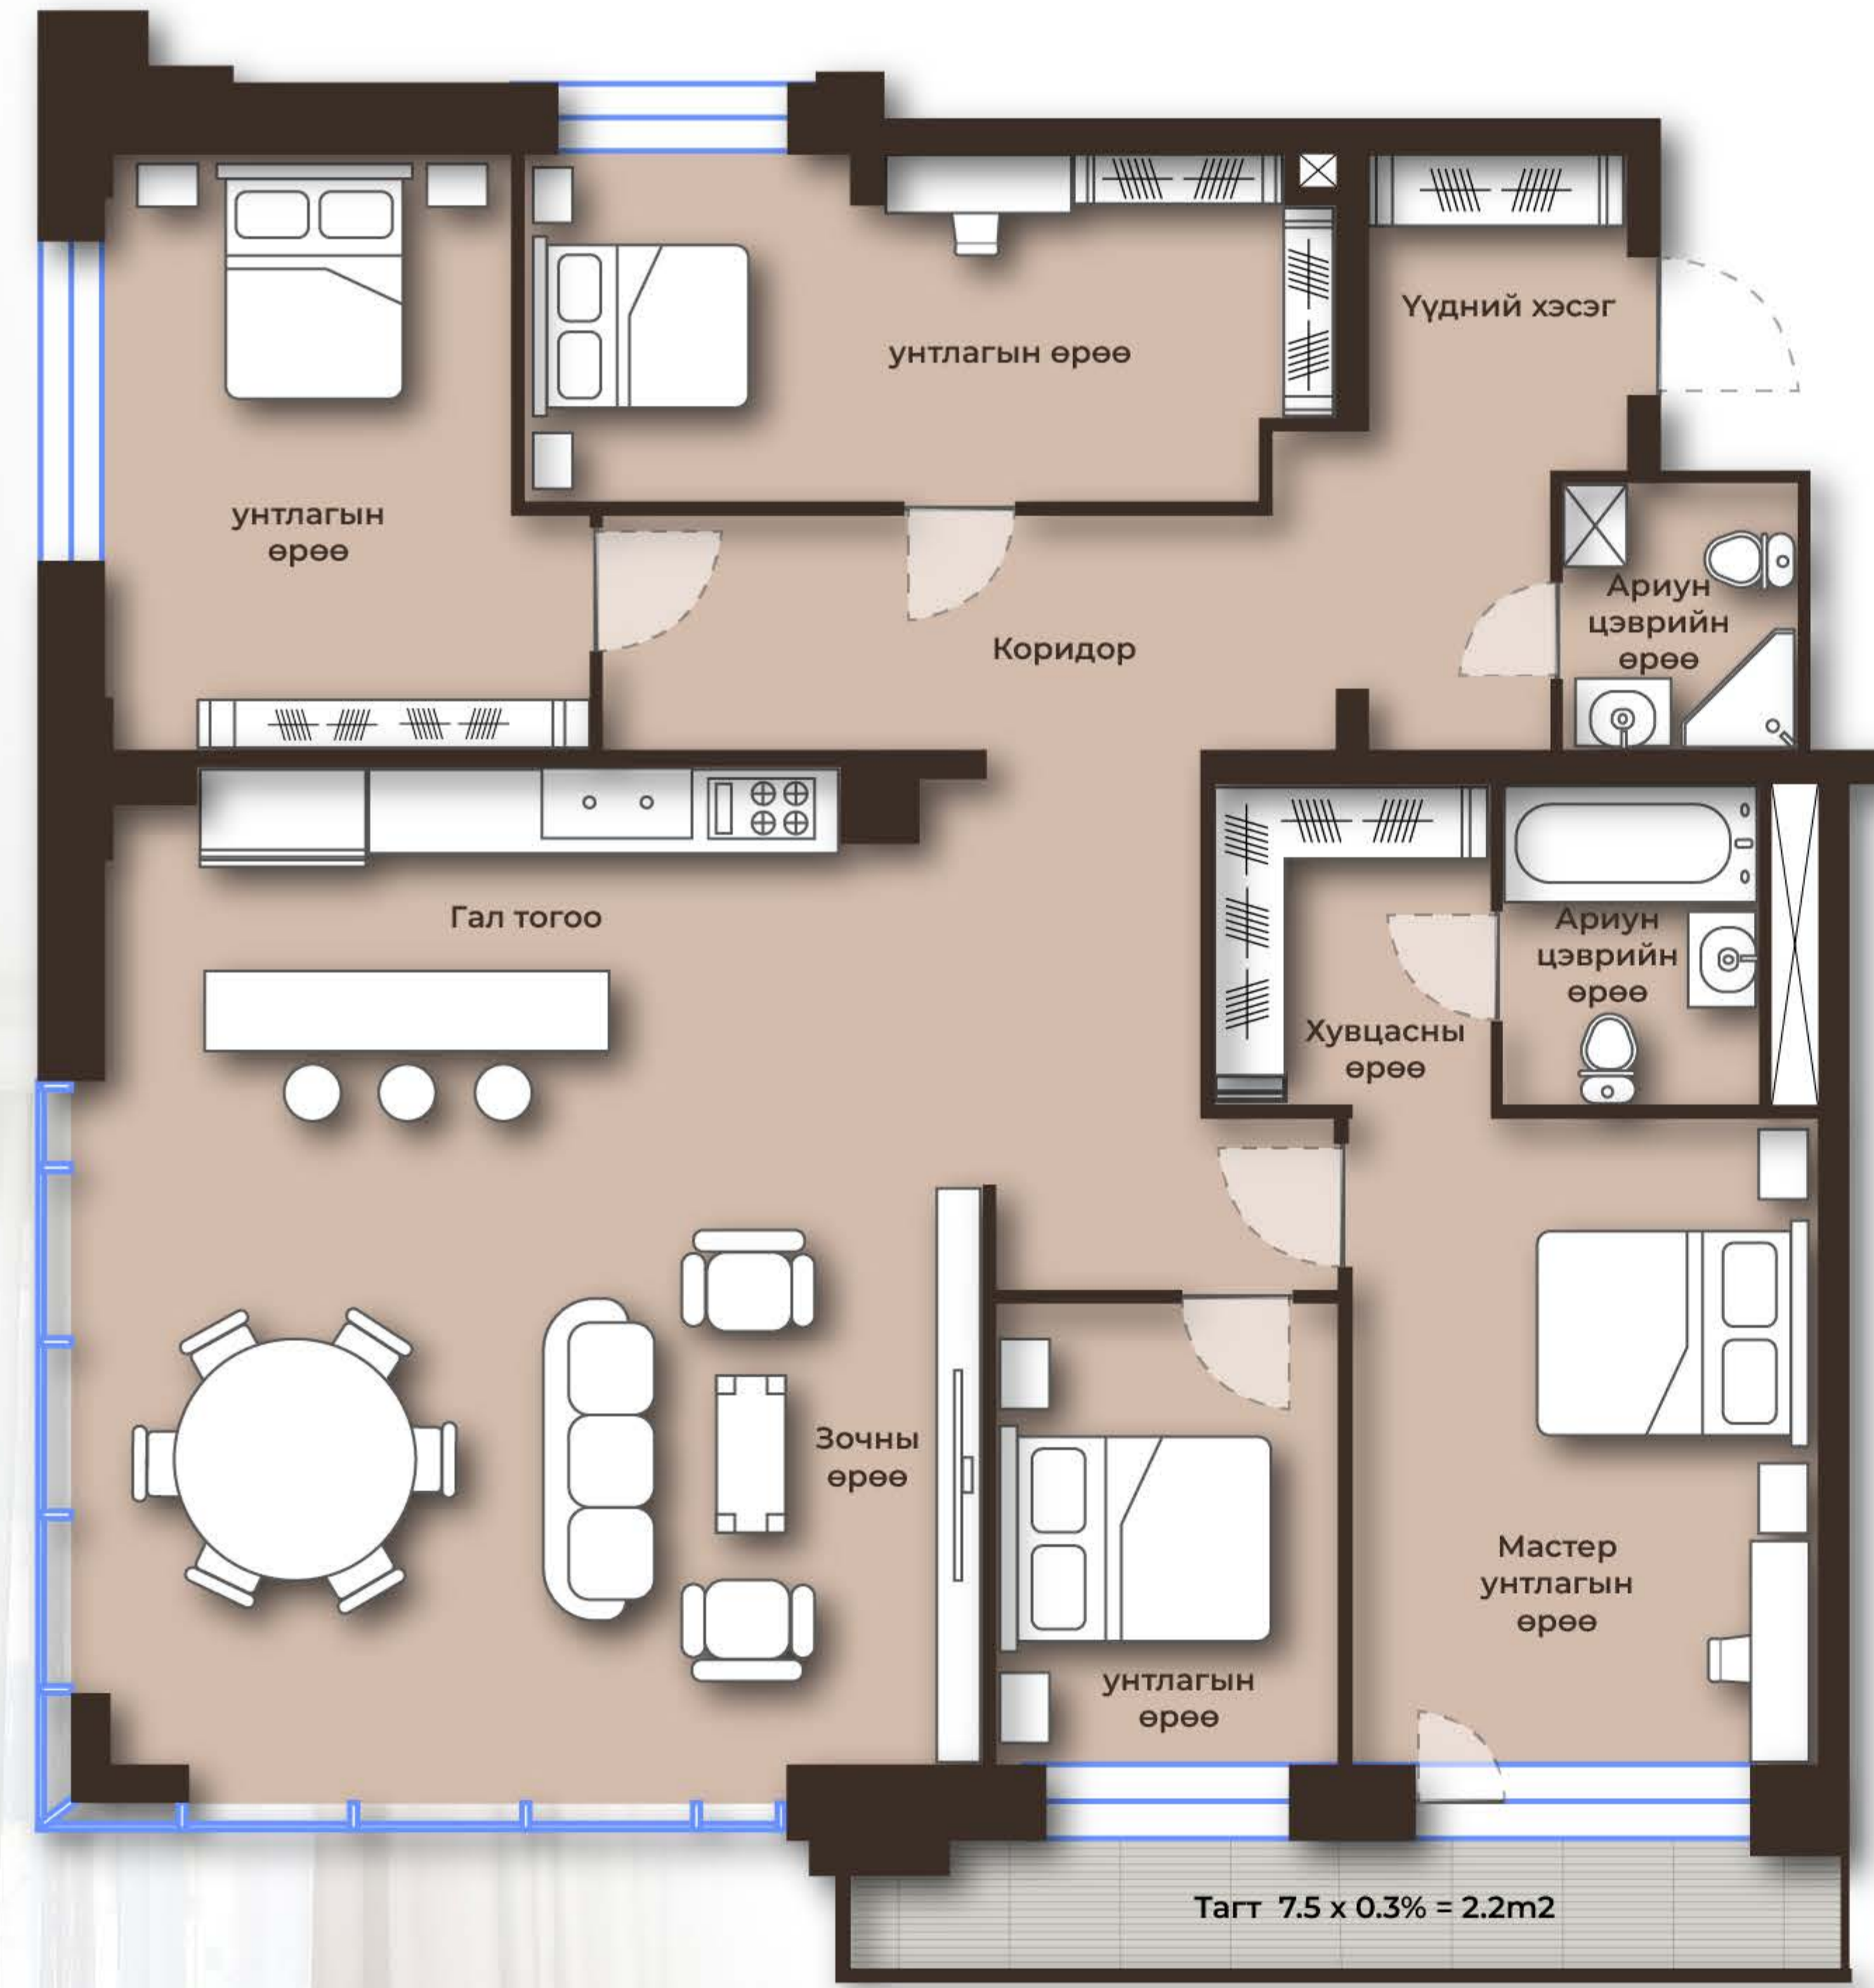 Үүдний хэсэг
унтлагын өрөө
унтлагын
өрөө
Ариун
цэврийн
өрөө
Коридор
Гал тогоо
Ариун
цэврийн
өрөө
Хувцасны
өрөө
Зочны
өрөө
Мастер
унтлагын
өрөө
унтлагын
өрөө
Тагт 7.5 x 0.3% = 2.2m2